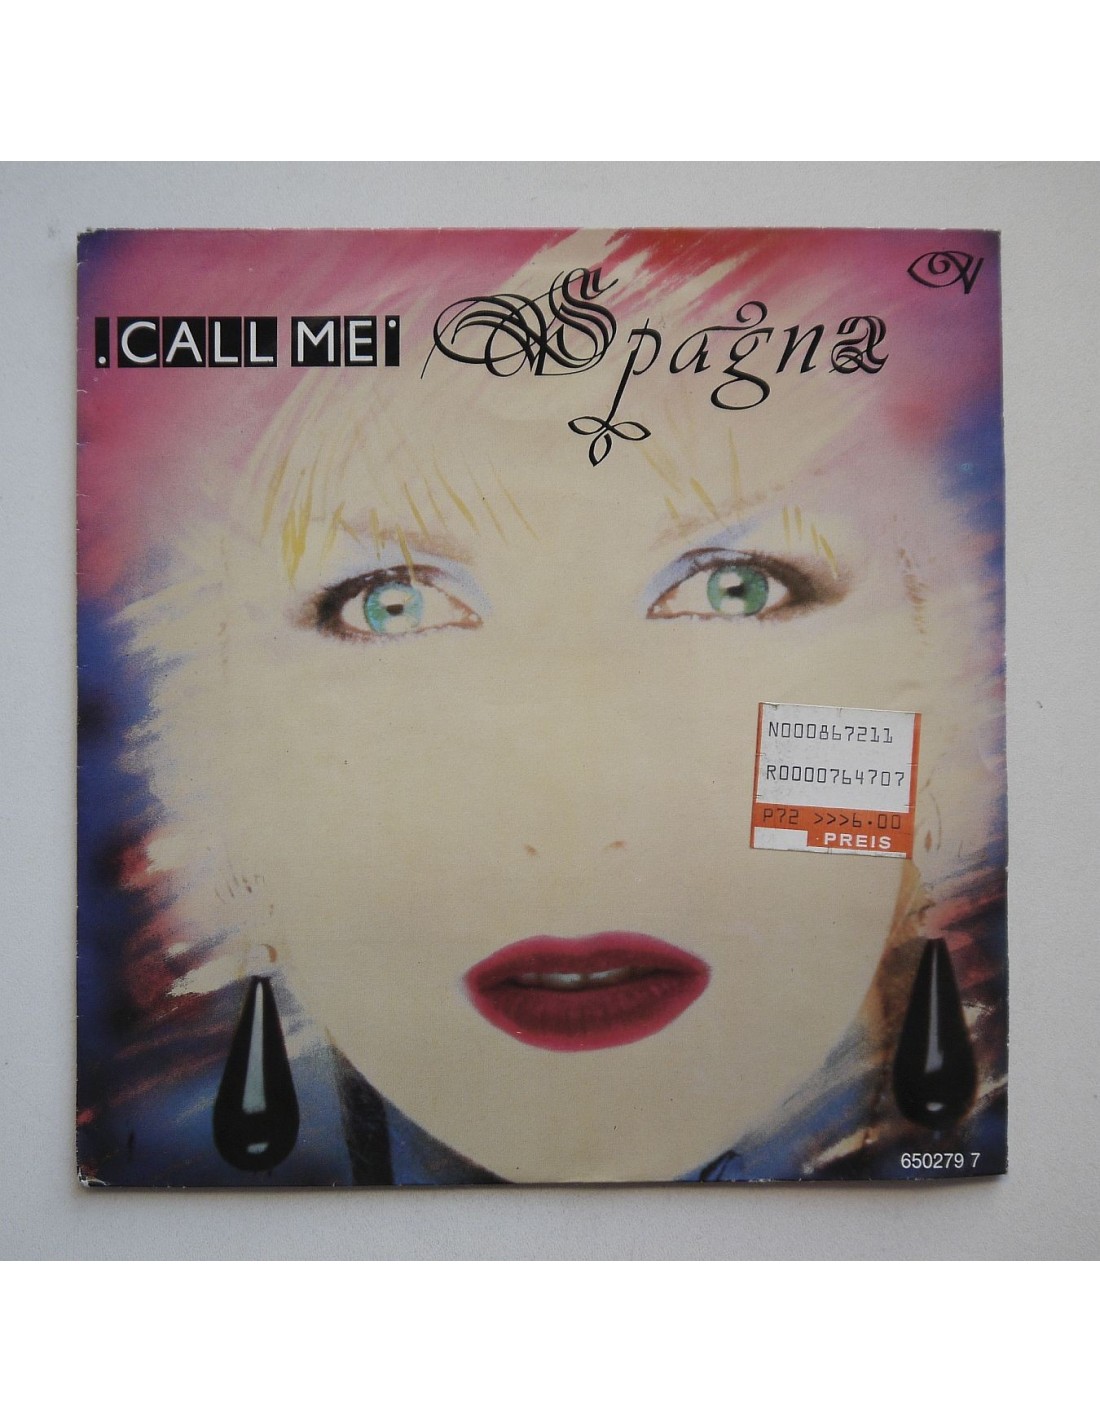 .CALL ME· Spagna
N000867211
R0000764707
P72 >>>6.00
PREIS
650279 7